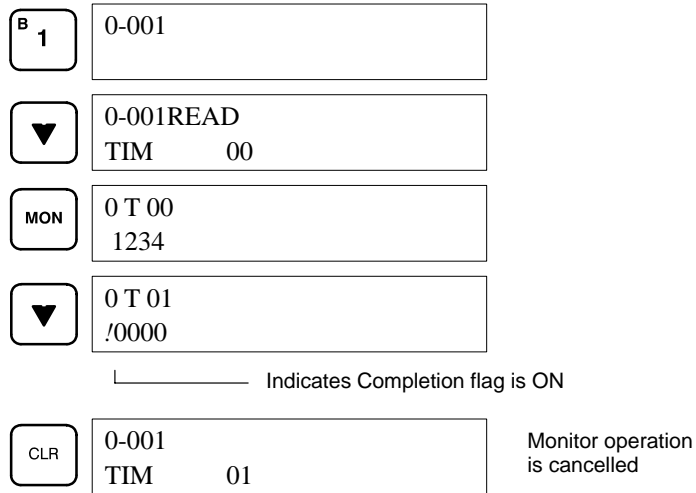 B
1
0-001
0-001READ
TIM 00
MON
0 T 00
1234
0 T 01
!0000
Indicates Completion flag is ON
CLR
0-001
TIM 01
Monitor operation
is cancelled